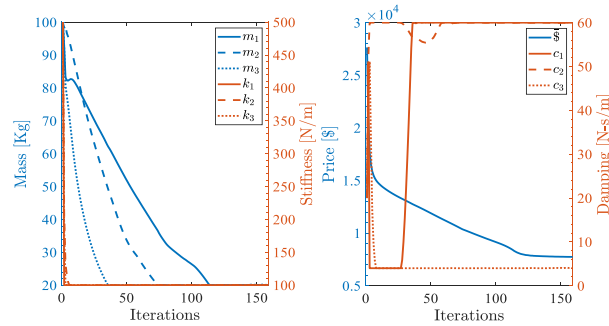 ×10⁴
100
90
80
70
60
50
40
30
20
500
450
400
350
300
250
200
150
100
m₁
m₂
m₃
k₁
k₂
k₃
Mass [Kg]
Stiffness [N/m]
0
50
100
150
Iterations
3
2.5
2
1.5
1
0.5
60
50
40
30
20
10
0
$
c₁
c₂
c₃
Price [$]
Damping [N-s/m]
0
50
100
150
Iterations